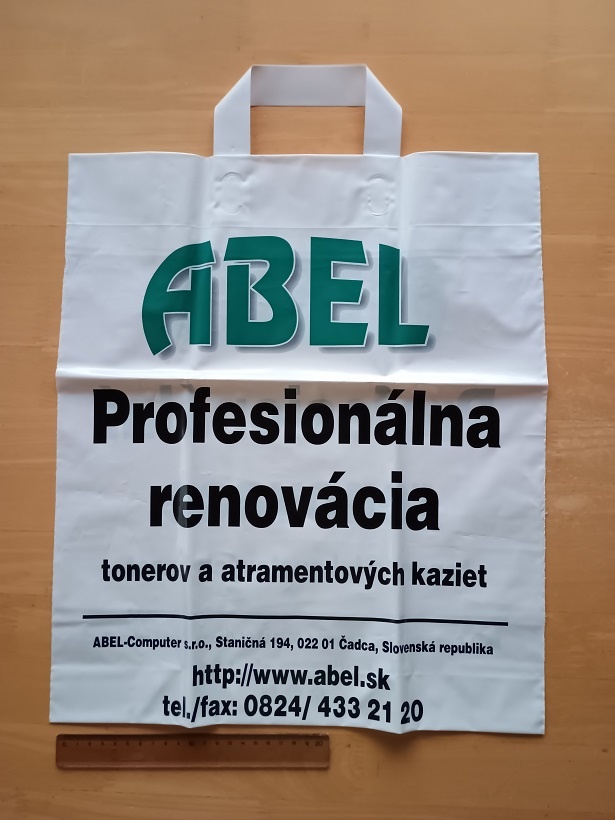 ABEL
Profesionálna
renovácia
tonerov a atramentových kaziet
ABEL-Computer s.r.o., Staničná 194, 022 01 Čadca, Slovenská republika
http://www.abel.sk
tel./fax: 0824/ 433 21 20